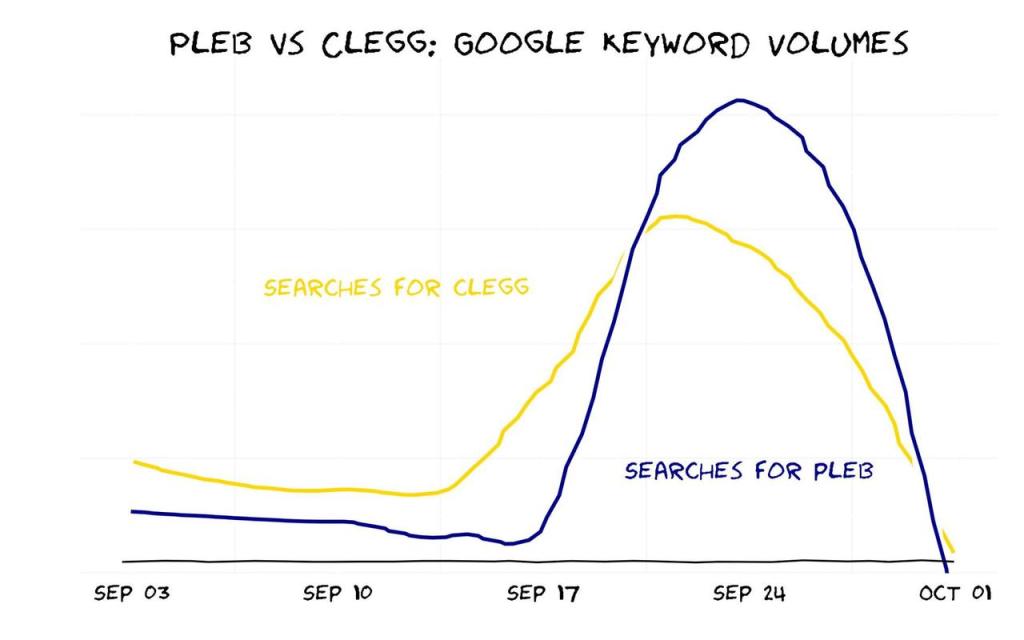 PLEB VS CLEGG: GOOGLE KEYWORD VOLUMES
SEARCHES FOR CLEGG
SEARCHES FOR PLEB
SEP 03 SEP 10 SEP 17 SEP 24 OCT 01